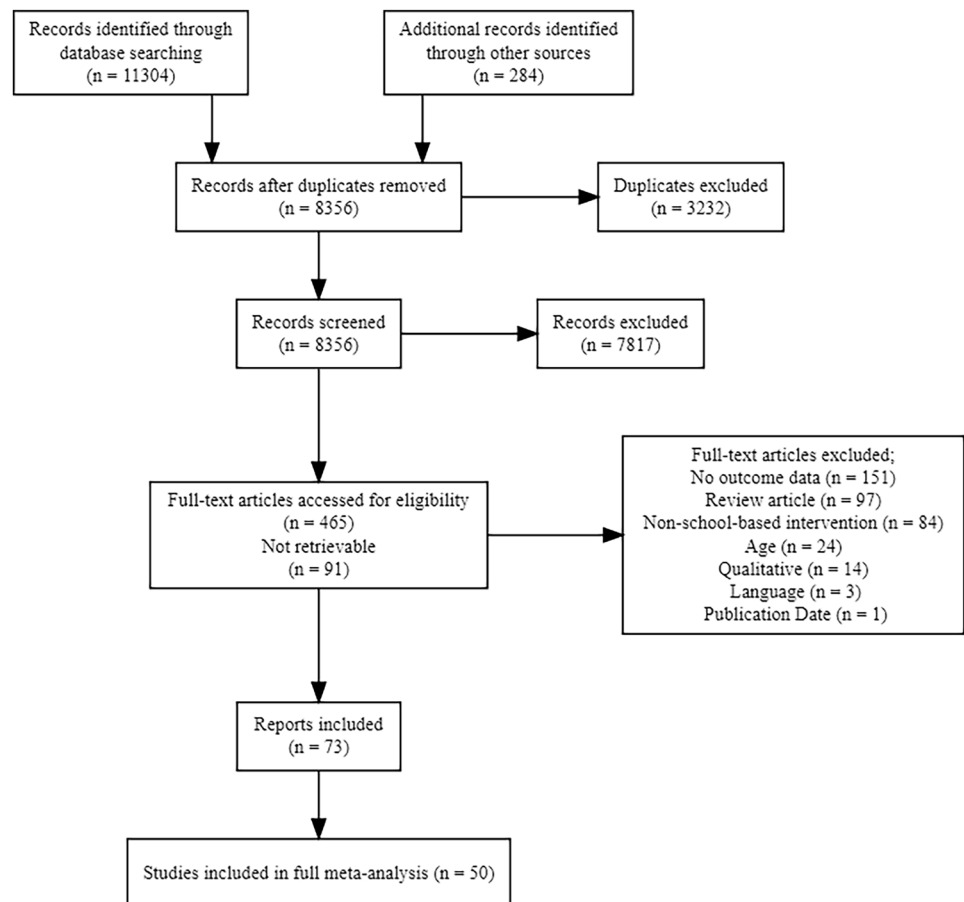 Records identified through
database searching
(n = 11304)
Additional records identified
through other sources
(n = 284)
Records after duplicates removed
(n = 8356)
Duplicates excluded
(n = 3232)
Records screened
(n = 8356)
Records excluded
(n = 7817)
Full-text articles accessed for eligibility
(n = 465)
Not retrievable
(n = 91)
Full-text articles excluded;
No outcome data (n = 151)
Review article (n = 97)
Non-school-based intervention (n = 84)
Age (n = 24)
Qualitative (n = 14)
Language (n = 3)
Publication Date (n = 1)
Reports included
(n = 73)
Studies included in full meta-analysis (n = 50)